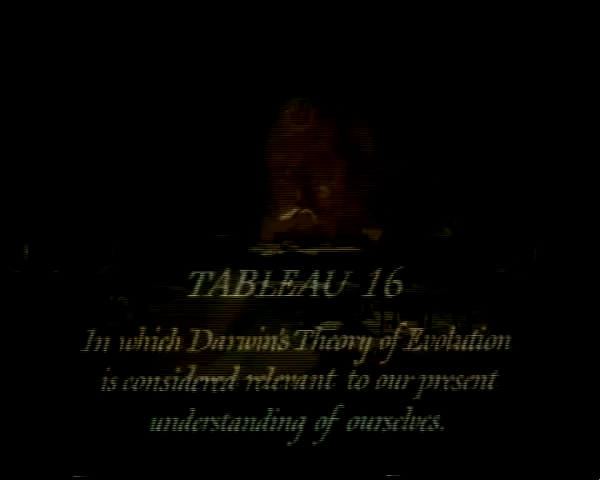 TABLEAU 16
In which Darwin's Theory of Evolution
is considered relevant to our present
understanding of ourselves.